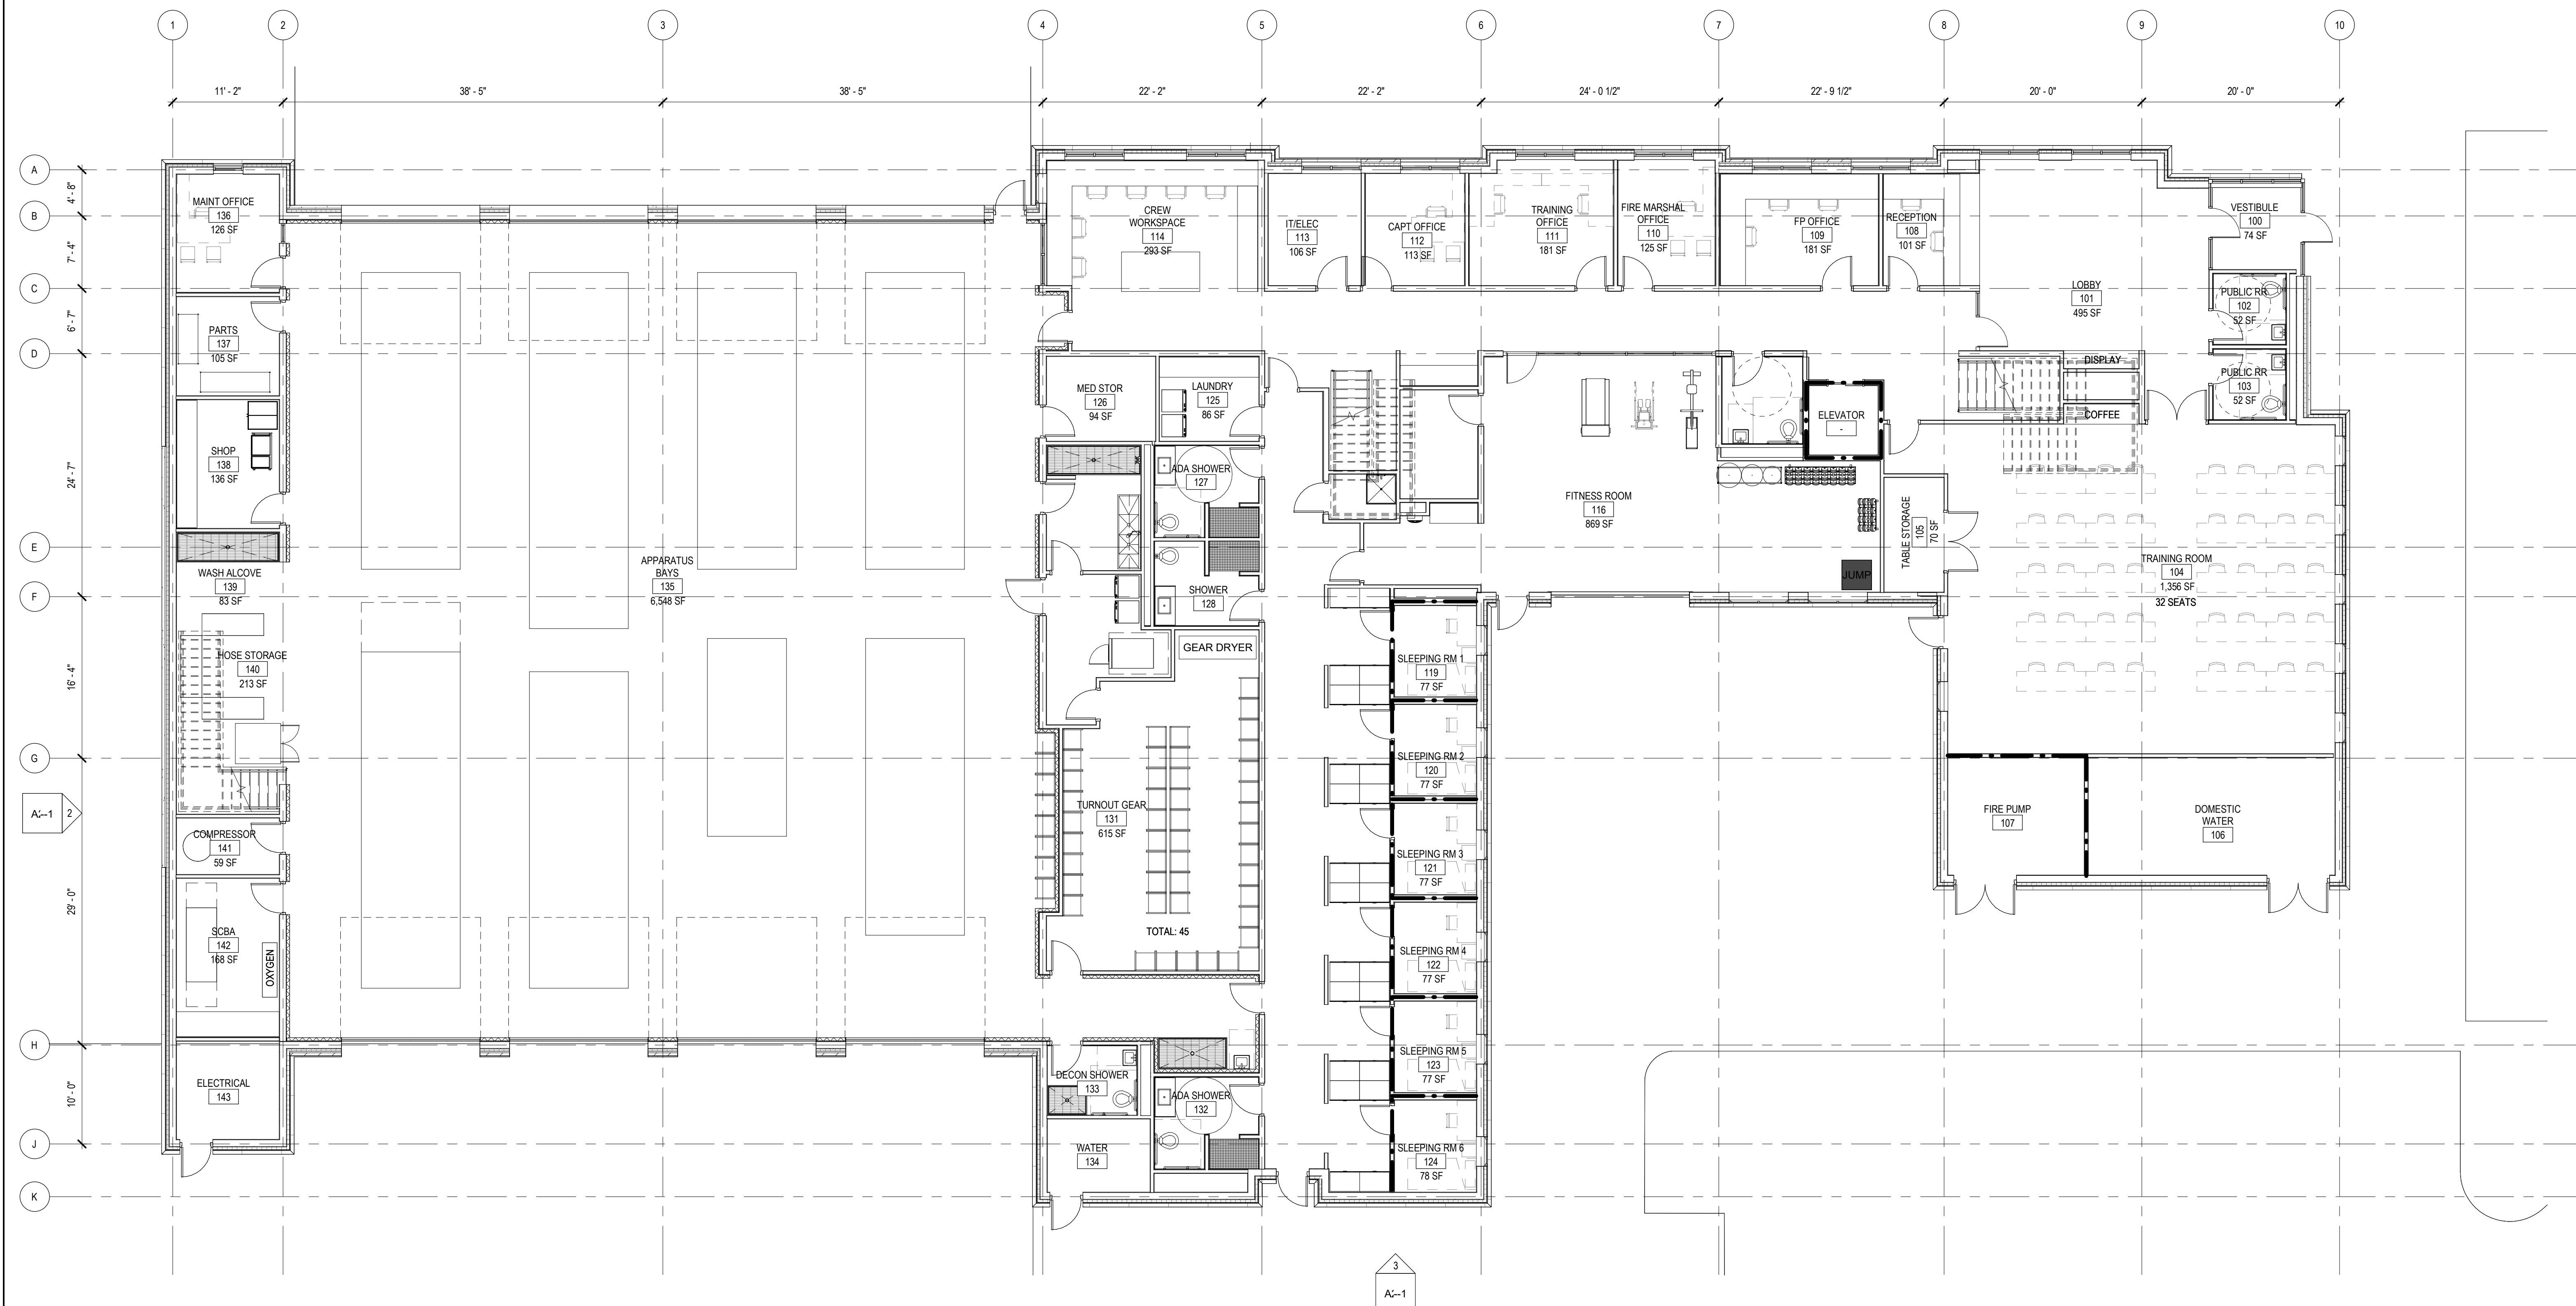 1
2
3
4
5
6
7
8
9
10
11' - 2"
38' - 5"
38' - 5"
22' - 2"
22' - 2"
24' - 0 1/2"
22' - 9 1/2"
20' - 0"
20' - 0"
A
B
C
D
E
F
G
H
J
K
4' - 8"
7' - 4"
6' - 7"
24' - 7"
16' - 4"
29' - 0"
10' - 0"
MAINT OFFICE
136
126 SF
PARTS
137
105 SF
SHOP
138
136 SF
WASH ALCOVE
139
83 SF
HOSE STORAGE
140
213 SF
COMPRESSOR
141
59 SF
SCBA
142
168 SF
OXYGEN
ELECTRICAL
143
APPARATUS
BAYS
135
6,548 SF
CREW
WORKSPACE
114
293 SF
IT/ELEC
113
106 SF
CAPT OFFICE
112
113 SF
TRAINING
OFFICE
111
181 SF
FIRE MARSHAL
OFFICE
110
125 SF
FP OFFICE
109
181 SF
RECEPTION
108
101 SF
LOBBY
101
495 SF
VESTIBULE
100
74 SF
PUBLIC RR
102
52 SF
PUBLIC RR
103
52 SF
DISPLAY
COFFEE
MED STOR
126
94 SF
LAUNDRY
125
86 SF
ADA SHOWER
127
SHOWER
128
GEAR DRYER
TURNOUT GEAR
131
615 SF
TOTAL: 45
DECON SHOWER
133
ADA SHOWER
132
WATER
134
FITNESS ROOM
116
869 SF
ELEVATOR
-
JUMP
TABLE STORAGE
105
70 SF
TRAINING ROOM
104
1,356 SF
32 SEATS
SLEEPING RM 1
119
77 SF
SLEEPING RM 2
120
77 SF
SLEEPING RM 3
121
77 SF
SLEEPING RM 4
122
77 SF
SLEEPING RM 5
123
77 SF
SLEEPING RM 6
124
78 SF
FIRE PUMP
107
DOMESTIC
WATER
106
2
3